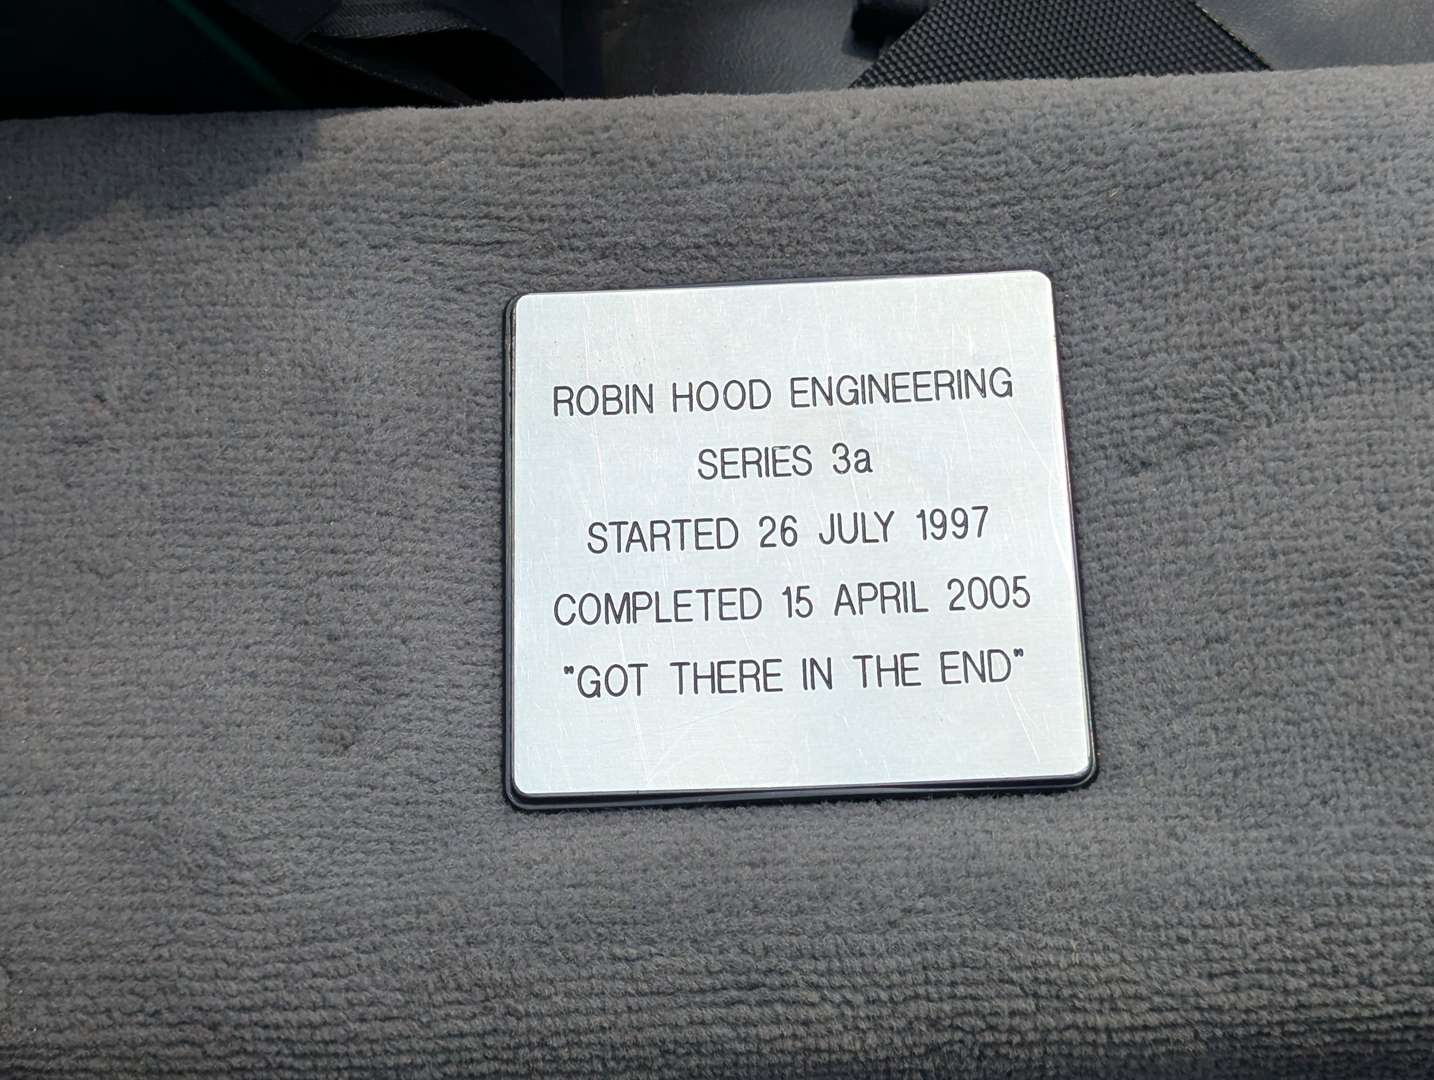 ROBIN HOOD ENGINEERING
SERIES 3a
STARTED 26 JULY 1997
COMPLETED 15 APRIL 2005
"GOT THERE IN THE END"